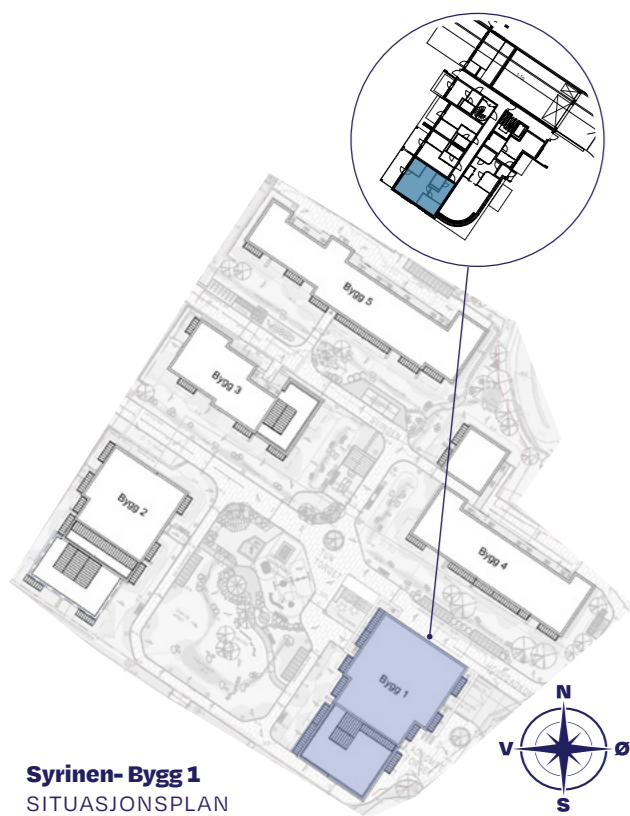 Bygg 5
Bygg 3
Bygg 2
Bygg 4
Bygg 1
N
V
Ø
S
Syrinen- Bygg 1
SITUASJONSPLAN